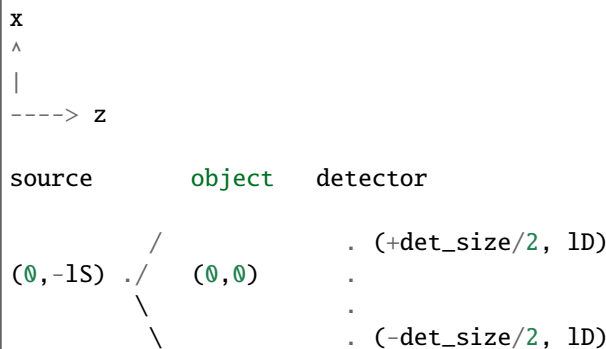 x
^
|
----> z
source object detector
/ . (+det_size/2, lD)
(0,-lS) ./ (0,0) .
\ .
\ . (-det_size/2, lD)